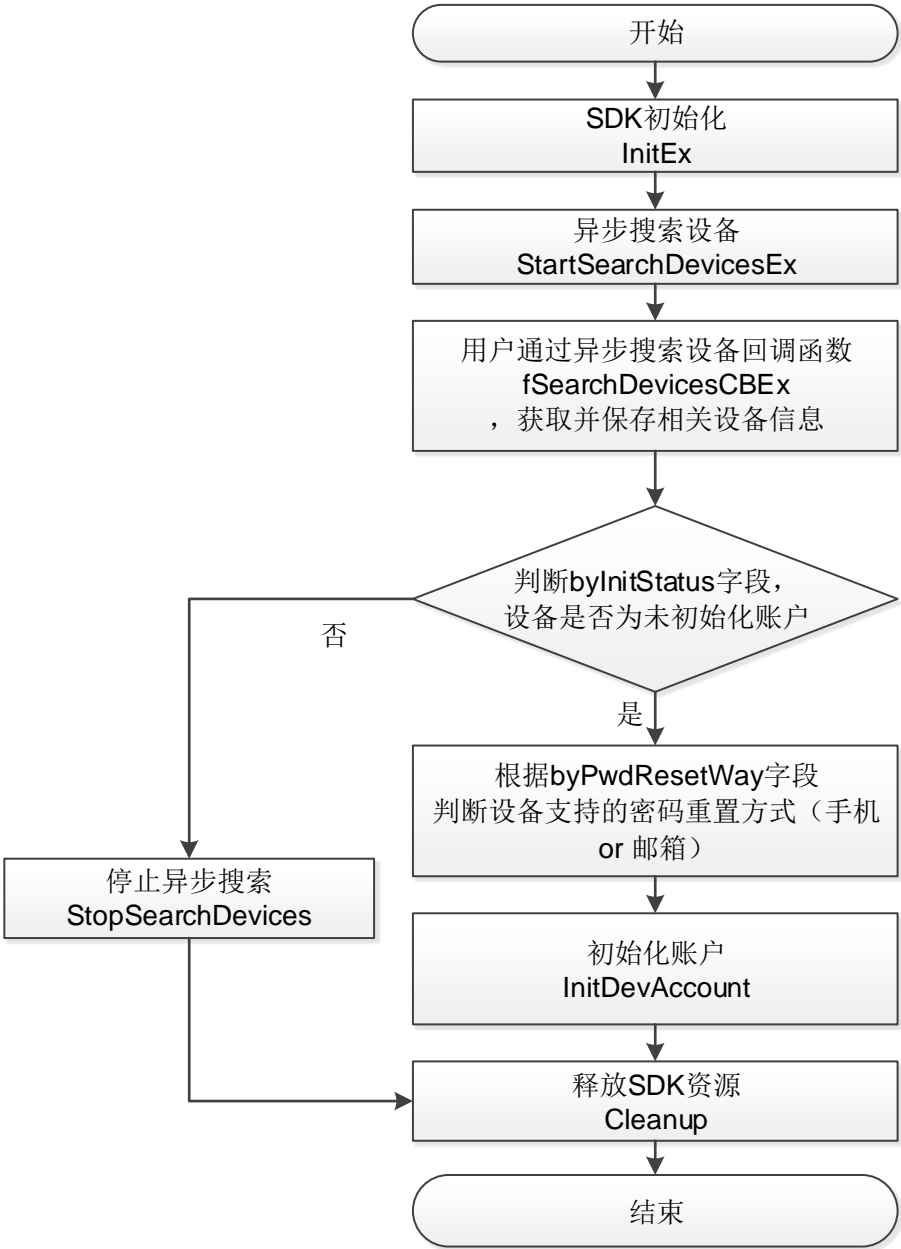 开始
SDK初始化
InitEx
异步搜索设备
StartSearchDevicesEx
用户通过异步搜索设备回调函数
fSearchDevicesCBEx
，获取并保存相关设备信息
判断byInitStatus字段，
设备是否为未初始化账户
否
是
根据byPwdResetWay字段
判断设备支持的密码重置方式（手机
or 邮箱）
停止异步搜索
StopSearchDevices
初始化账户
InitDevAccount
释放SDK资源
Cleanup
结束